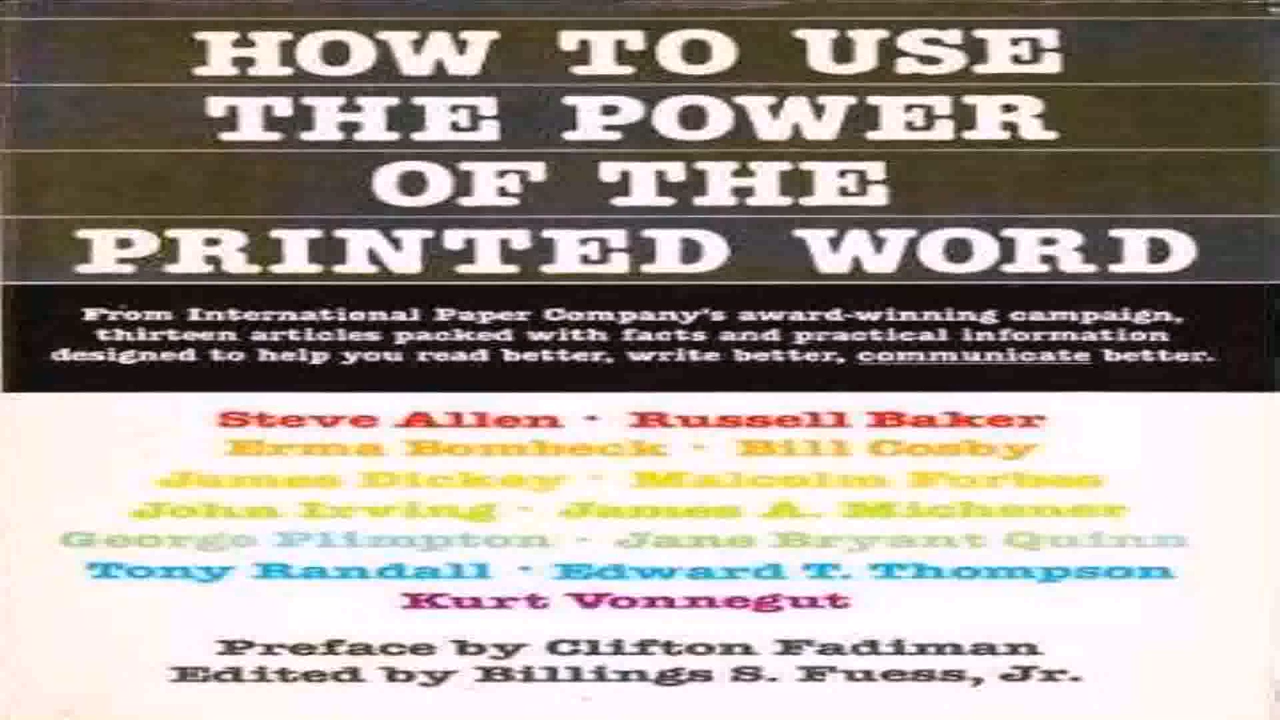 HOW TO USE
THE POWER
OF THE
PRINTED WORD
From International Paper Company's award-winning campaign,
thirteen articles packed with facts and practical information
designed to help you read better, write better, communicate better.
Steve Allen · Russell Baker
Erma Bombeck · Bill Cosby
James Dickey · Malcolm Forbes
John Irving · James A. Michener
George Plimpton · Jane Bryant Quinn
Tony Randall · Edward T. Thompson
Kurt Vonnegut
Preface by Clifton Fadiman
Edited by Billings S. Fuess, Jr.